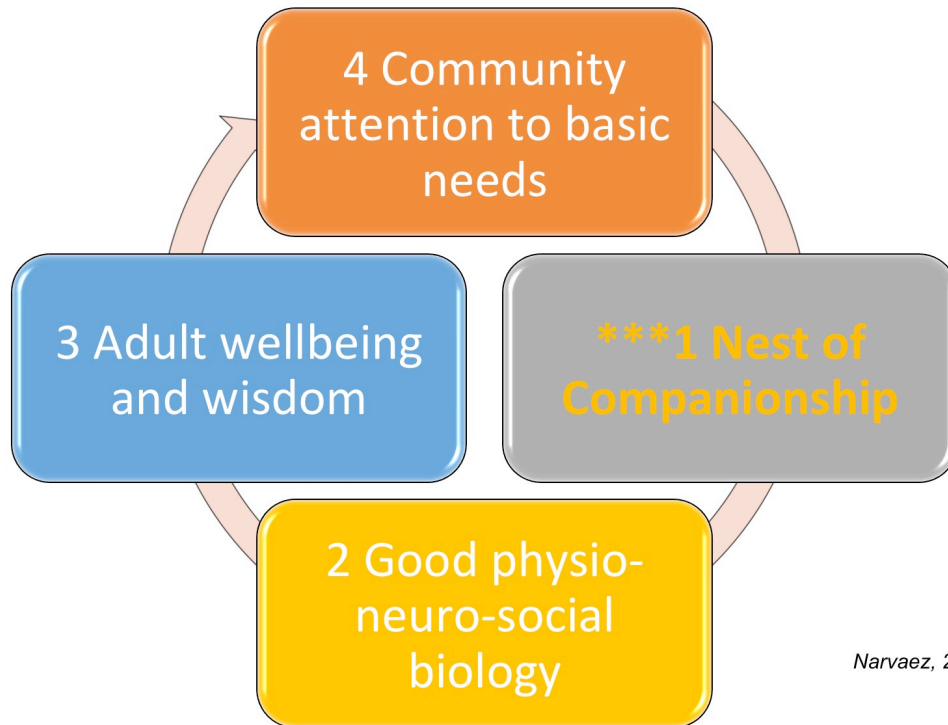 4 Community
attention to basic
needs
***1 Nest of
Companionship
2 Good physio-
neuro-social
biology
3 Adult wellbeing
and wisdom
Narvaez,